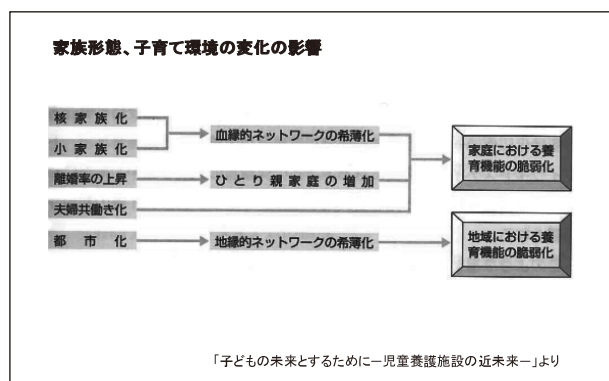 家族形態、子育て環境の変化の影響
核家族化
小家族化
血縁的ネットワークの希薄化
離婚率の上昇
ひとり親家庭の増加
夫婦共働き化
家庭における養
育機能の脆弱化
都市化
地縁的ネットワークの希薄化
地域における養
育機能の脆弱化
「子どもの未来とするために－児童養護施設の近未来－」より